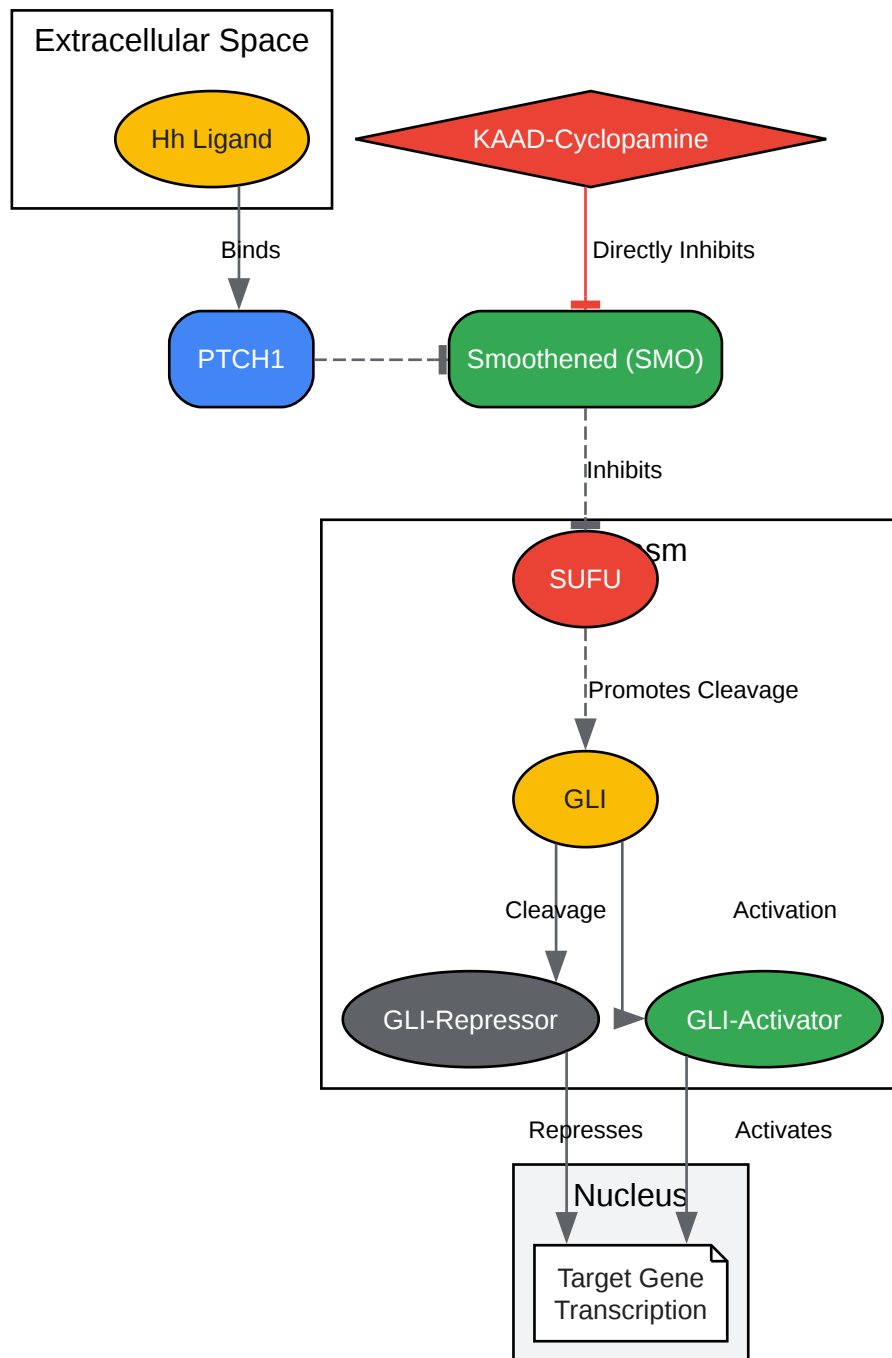 Extracellular Space
Hh Ligand
KAAD-Cyclopamine
Binds
Directly Inhibits
PTCH1
Smoothened (SMO)
Inhibits
SUFU
Promotes Cleavage
GLI
Cleavage
Activation
GLI-Repressor
GLI-Activator
Represses
Activates
Nucleus
Target Gene
Transcription